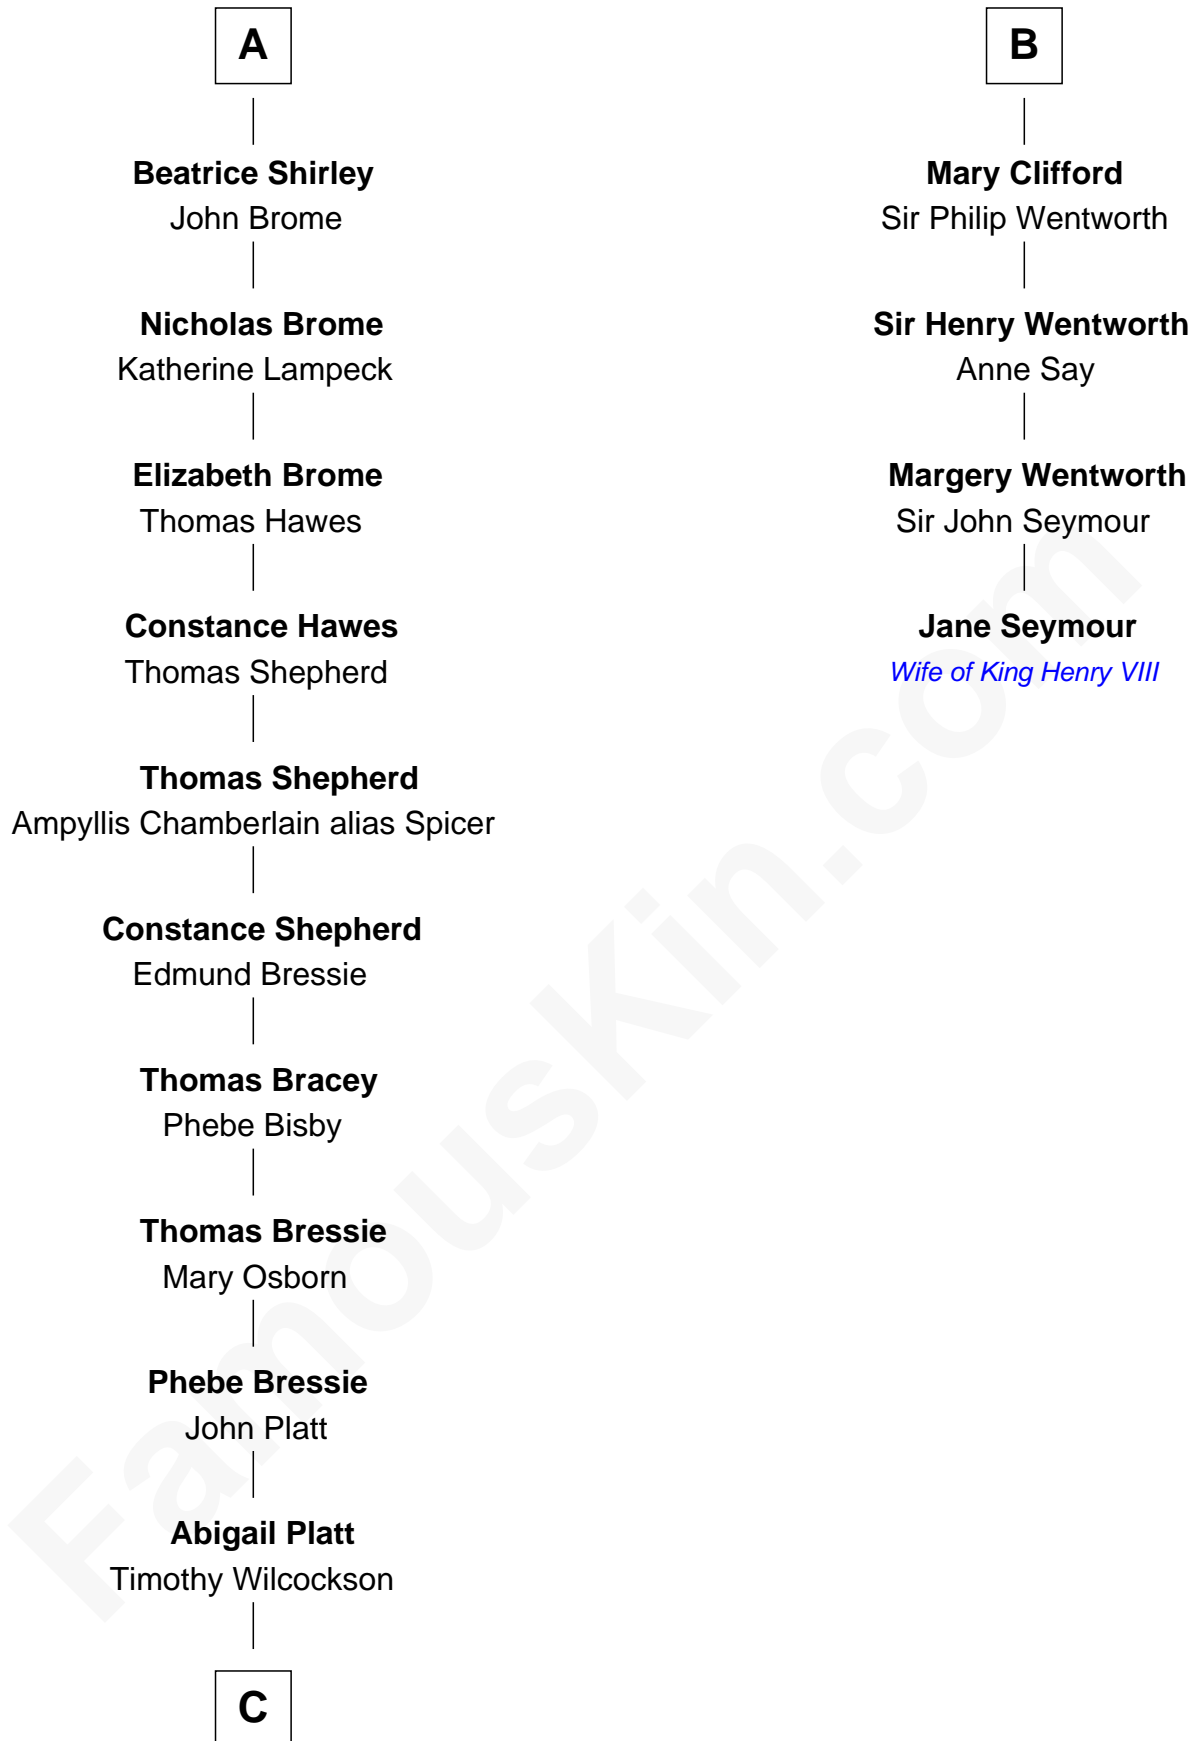 A
Beatrice Shirley
John Brome
Nicholas Brome
Katherine Lampeck
Elizabeth Brome
Thomas Hawes
Constance Hawes
Thomas Shepherd
Thomas Shepherd
Ampyllis Chamberlain alias Spicer
Constance Shepherd
Edmund Bressie
Thomas Bracey
Phebe Bisby
Thomas Bressie
Mary Osborn
Phebe Bressie
John Platt
Abigail Platt
Timothy Wilcockson
C
B
Mary Clifford
Sir Philip Wentworth
Sir Henry Wentworth
Anne Say
Margery Wentworth
Sir John Seymour
Jane Seymour
Wife of King Henry VIII
FamousKin.com